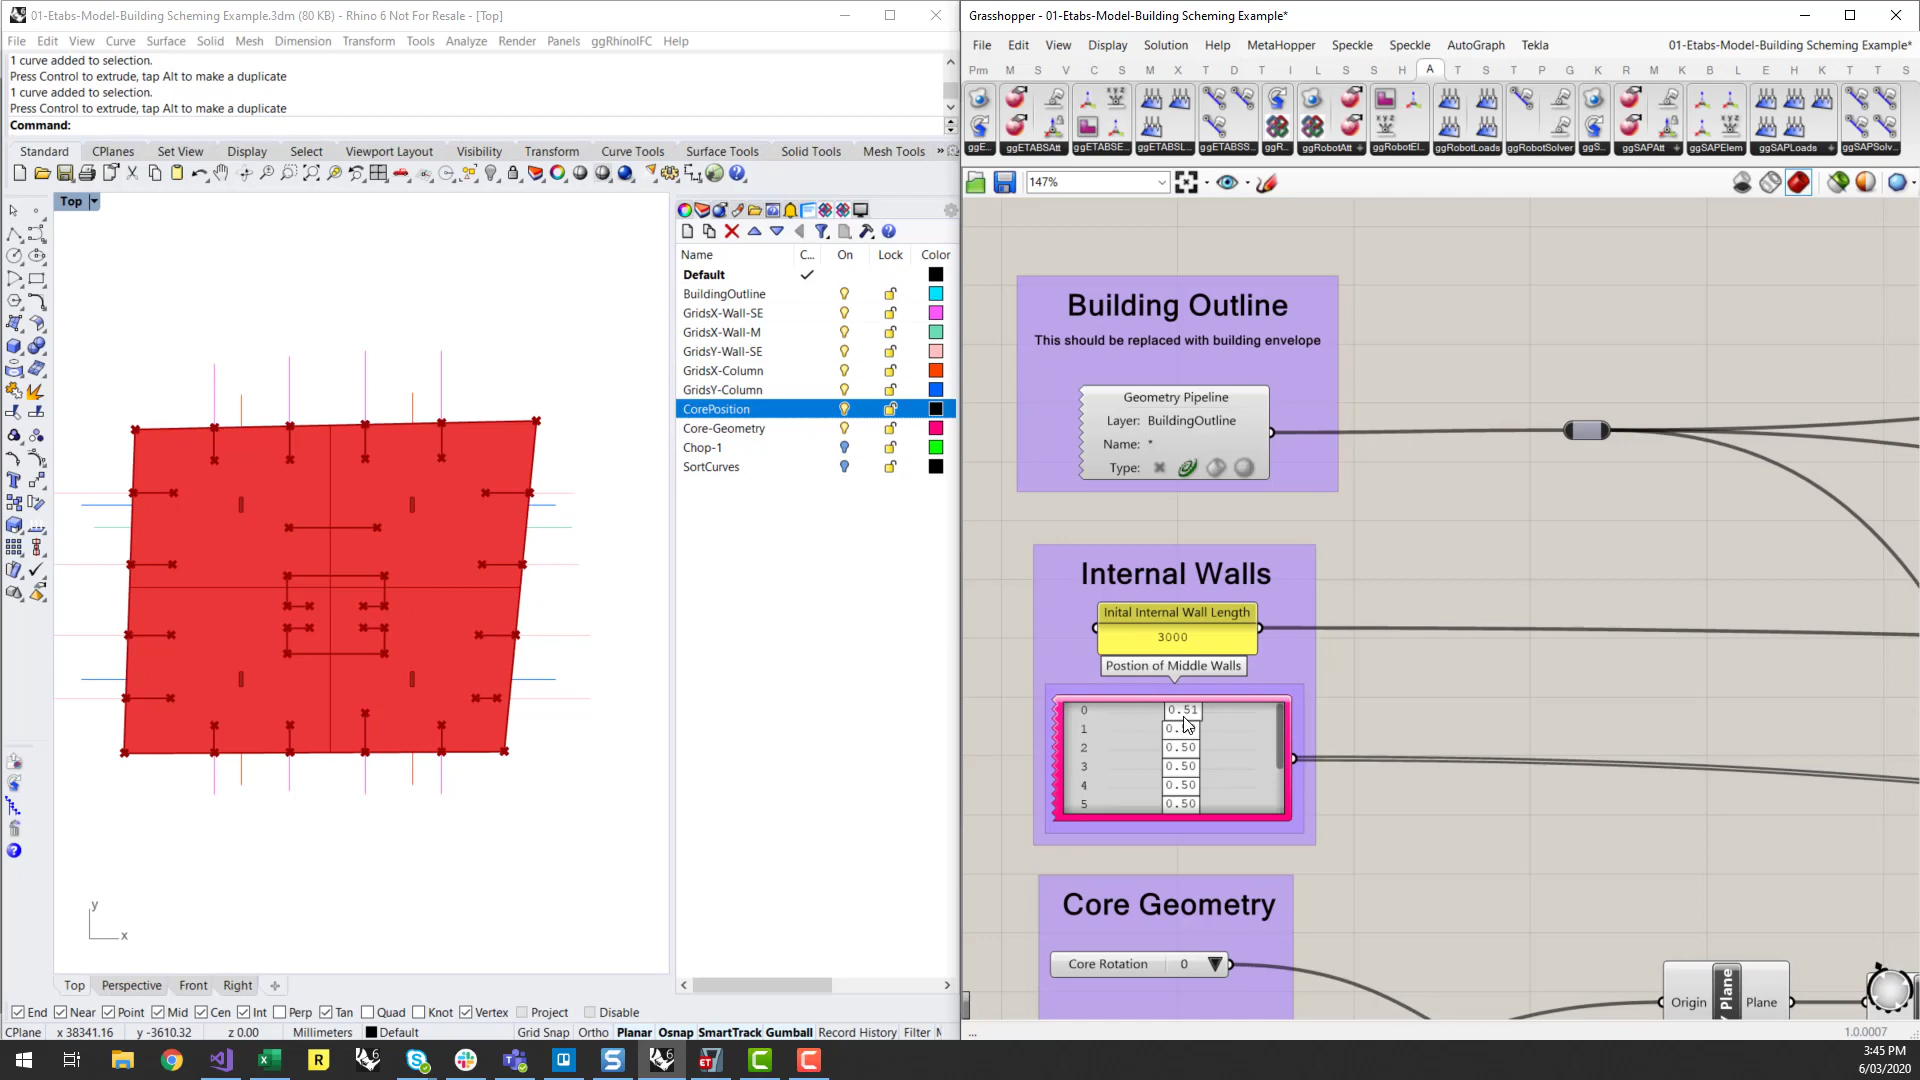 01-Etabs-Model-Building Scheming Example.3dm (80 KB) - Rhino 6 Not For Resale - [Top]
File Edit View Curve Surface Solid Mesh Dimension Transform Tools Analyze Render Panels ggRhinoIFC Help
1 curve added to selection.
Press Control to extrude, tap Alt to make a duplicate
1 curve added to selection.
Press Control to extrude, tap Alt to make a duplicate
Command:
Standard CPlanes Set View Display Select Viewport Layout Visibility Transform Curve Tools Surface Tools Solid Tools Mesh Tools »
Top
Name C... On Lock Color
Default
BuildingOutline
GridsX-Wall-SE
GridsX-Wall-M
GridsY-Wall-SE
GridsX-Column
GridsY-Column
CorePosition
Core-Geometry
Chop-1
SortCurves
y
x
Top Perspective Front Right
End Near Point Mid Cen Int Perp Tan Quad Knot Vertex Project Disable
CPlane x 38341.16 y -3610.32 z 0.00 Millimeters Default Grid Snap Ortho Planar Osnap SmartTrack Gumball Record History Filter
Grasshopper - 01-Etabs-Model-Building Scheming Example*
File Edit View Display Solution Help MetaHopper Speckle Speckle AutoGraph Tekla 01-Etabs-Model-Building Scheming Example*
Prm M S V C S M X T D T I L S S H A T S T P G K R M K B L E H K T T S
ggE... ggETABSAtt ggETABSE... ggETABSL... ggETABSS... ggR... ggRobotAtt ggRobotEl... ggRobotLoads ggRobotSolver ggS... ggSAPAtt ggSAPElem ggSAPLoads ggSAPSolv...
147%
Building Outline
This should be replaced with building envelope
Geometry Pipeline
Layer: BuildingOutline
Name: *
Type:
Internal Walls
Inital Internal Wall Length
3000
Postion of Middle Walls
0 0.51
1
2 0.50
3 0.50
4 0.50
5 0.50
Core Geometry
Core Rotation 0
Origin Plane Plane
...
1.0.0007
3:45 PM
6/03/2020